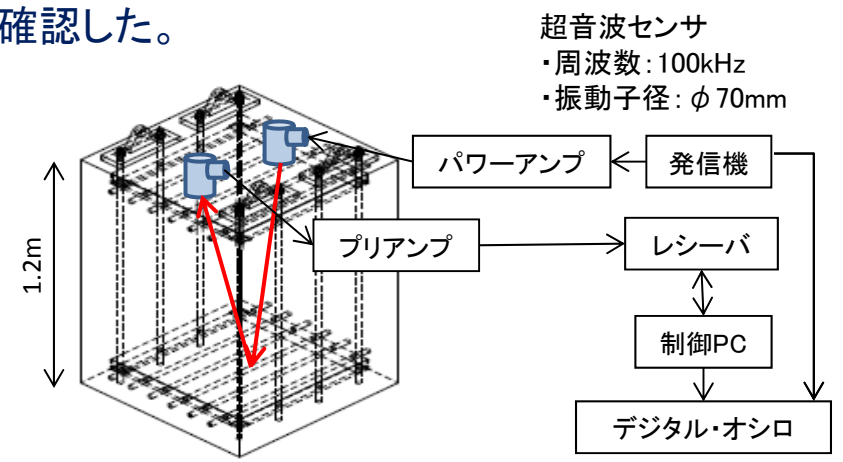 確認した。
超音波センサ
・周波数：100kHz
・振動子径：φ70mm
パワーアンプ
発信機
プリアンプ
レシーバ
1.2m
制御PC
デジタル・オシロ